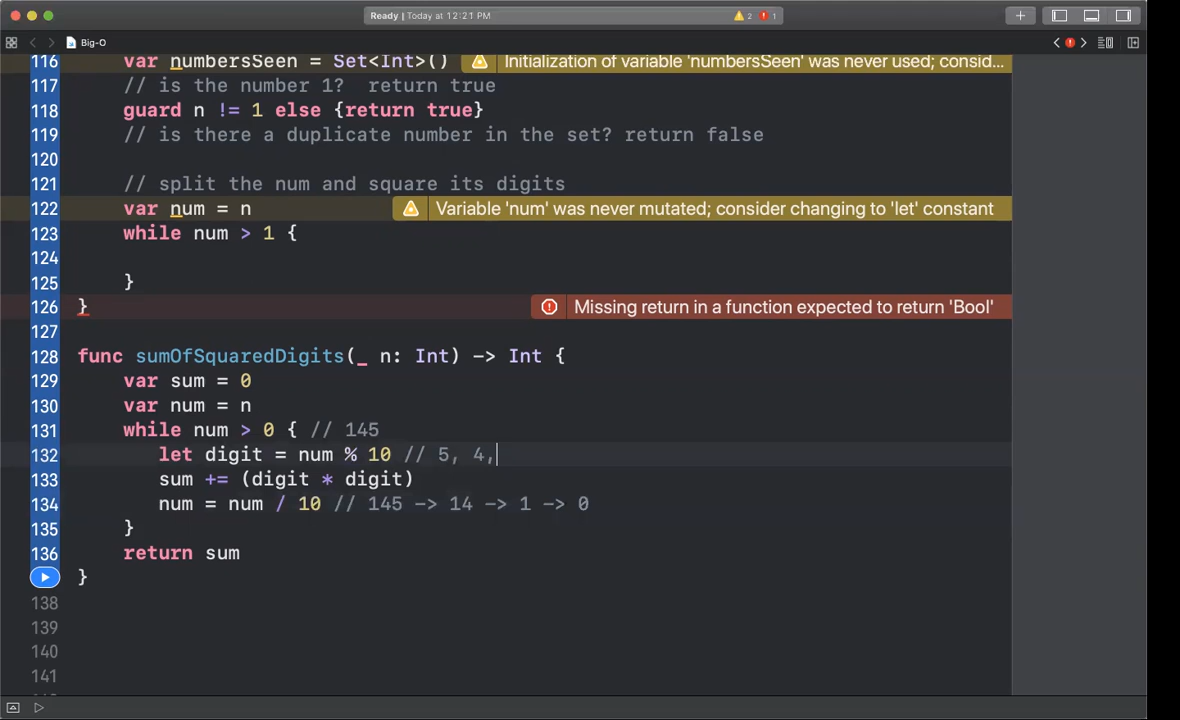 Ready | Today at 12:21 PM 2 1
Big-O
116 var numbersSeen = Set<Int>() Initialization of variable 'numbersSeen' was never used; consid...
117 // is the number 1?  return true
118 guard n != 1 else {return true}
119 // is there a duplicate number in the set? return false
120
121 // split the num and square its digits
122 var num = n Variable 'num' was never mutated; consider changing to 'let' constant
123 while num > 1 {
124
125 }
126 } Missing return in a function expected to return 'Bool'
127
128 func sumOfSquaredDigits(_ n: Int) -> Int {
129 var sum = 0
130 var num = n
131 while num > 0 { // 145
132 let digit = num % 10 // 5, 4,
133 sum += (digit * digit)
134 num = num / 10 // 145 -> 14 -> 1 -> 0
135 }
136 return sum
}
138
139
140
141